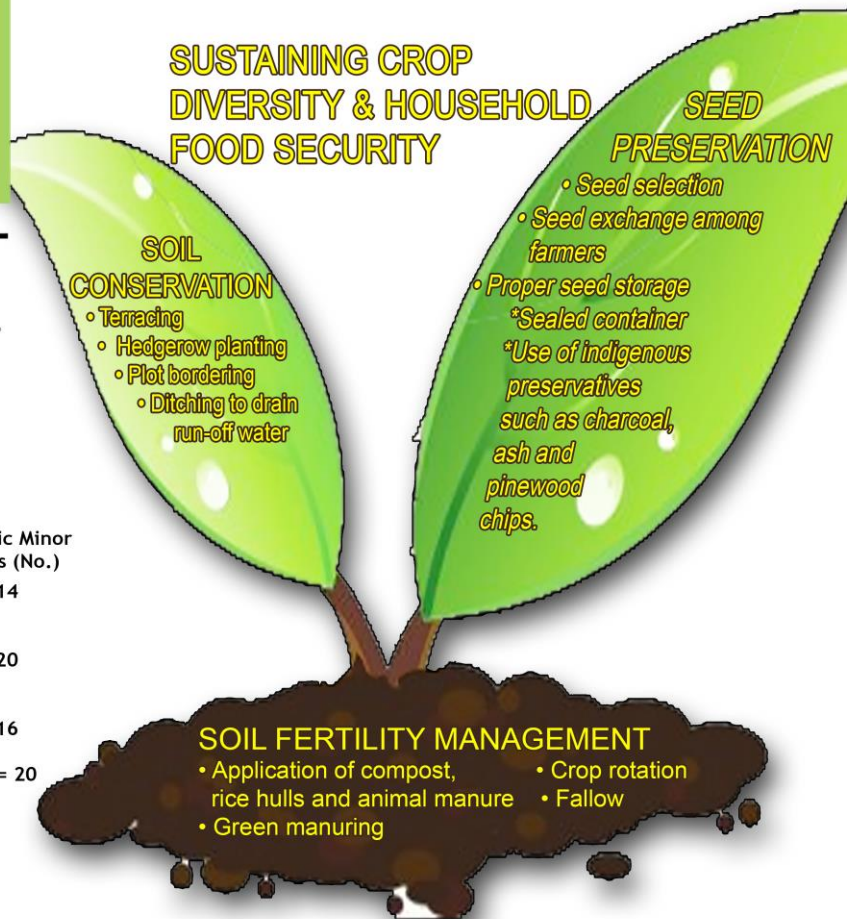 SUSTAINING CROP
DIVERSITY & HOUSEHOLD
FOOD SECURITY
SEED
PRESERVATION
• Seed selection
• Seed exchange among
farmers
• Proper seed storage
*Sealed container
*Use of indigenous
preservatives
such as charcoal,
ash and
pinewood
chips.
SOIL
CONSERVATION
• Terracing
• Hedgerow planting
• Plot bordering
• Ditching to drain
run-off water
Minor
(No.)
14
20
16
= 20
SOIL FERTILITY MANAGEMENT
• Application of compost,
rice hulls and animal manure
• Green manuring
• Crop rotation
• Fallow